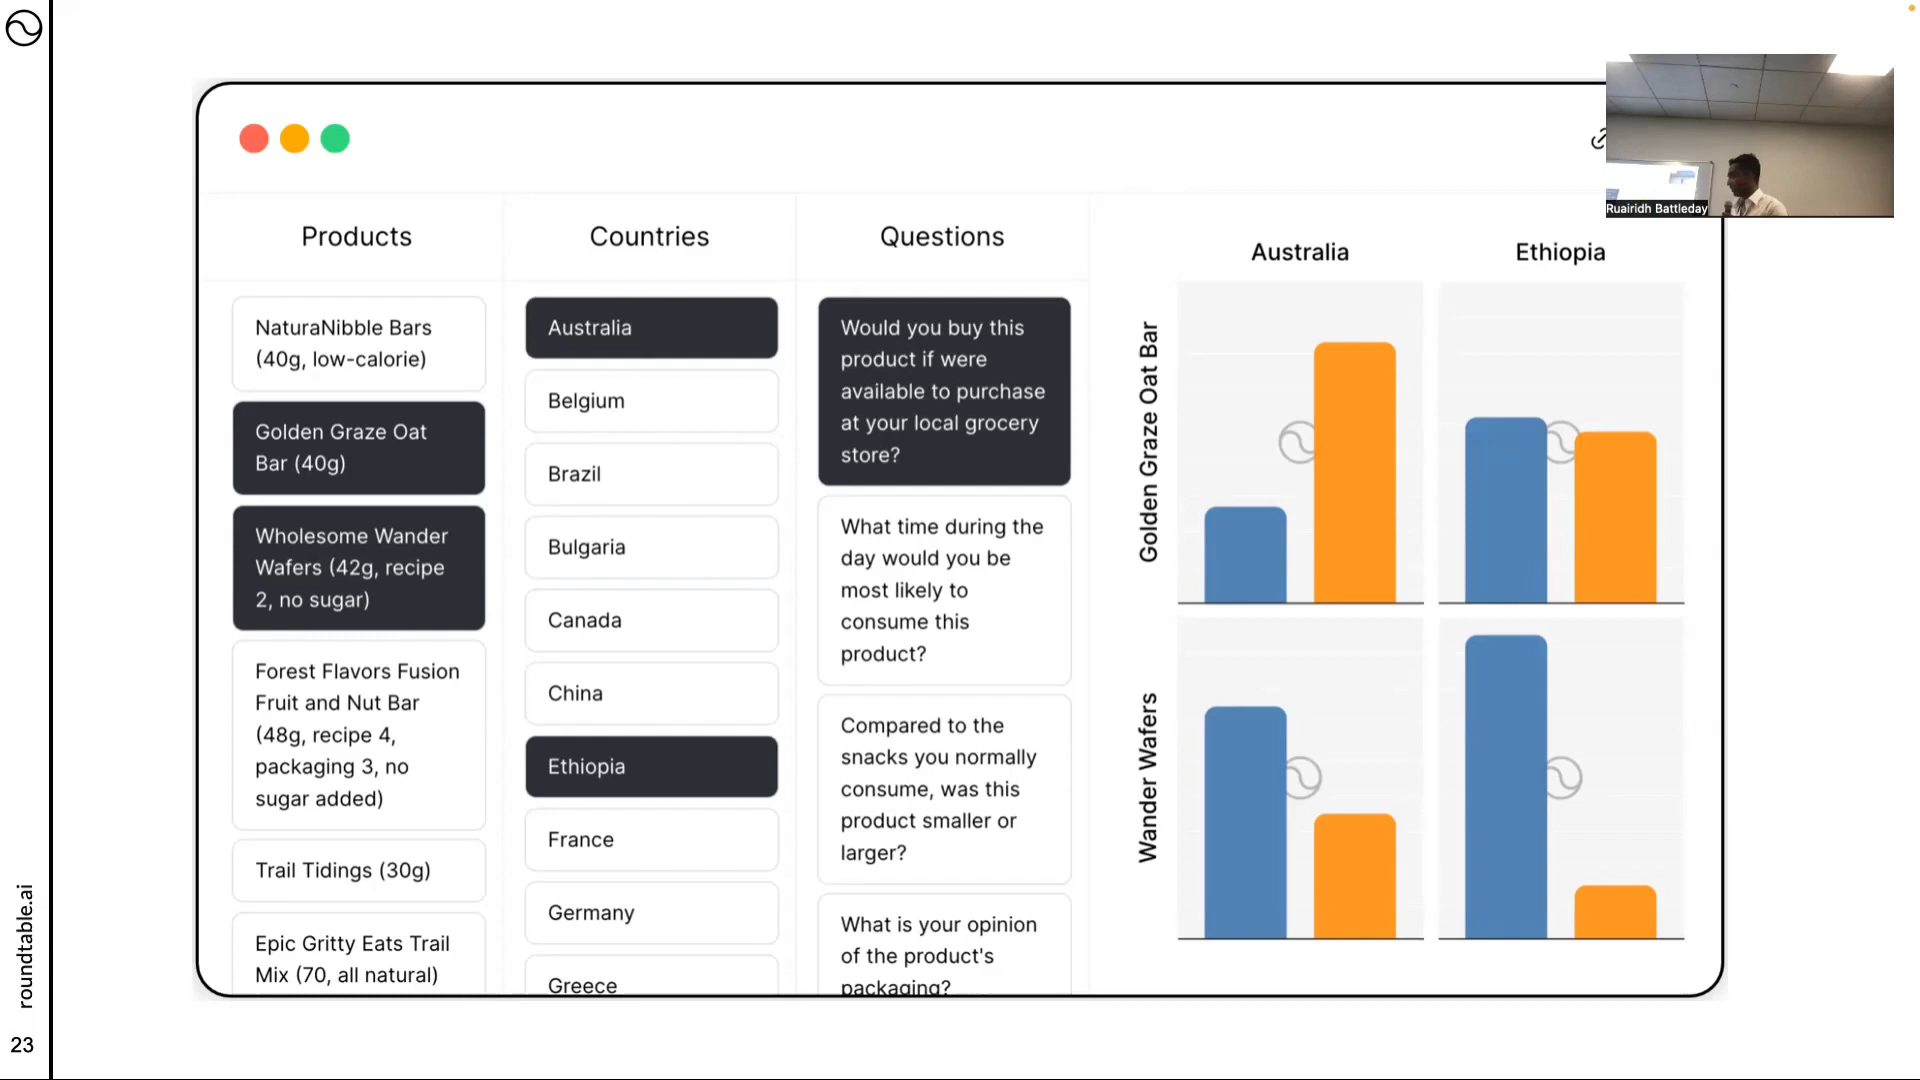 Ruairidh Battleday
Products
NaturaNibble Bars
(40g, low-calorie)
Golden Graze Oat
Bar (40g)
Wholesome Wander
Wafers (42g, recipe
2, no sugar)
Forest Flavors Fusion
Fruit and Nut Bar
(48g, recipe 4,
packaging 3, no
sugar added)
Trail Tidings (30g)
Epic Gritty Eats Trail
Mix (70, all natural)
Countries
Australia
Belgium
Brazil
Bulgaria
Canada
China
Ethiopia
France
Germany
Greece
Questions
Would you buy this
product if were
available to purchase
at your local grocery
store?
What time during the
day would you be
most likely to
consume this
product?
Compared to the
snacks you normally
consume, was this
product smaller or
larger?
What is your opinion
of the product's
packaging?
Australia
Ethiopia
Golden Graze Oat Bar
Wander Wafers
roundtable.ai
23